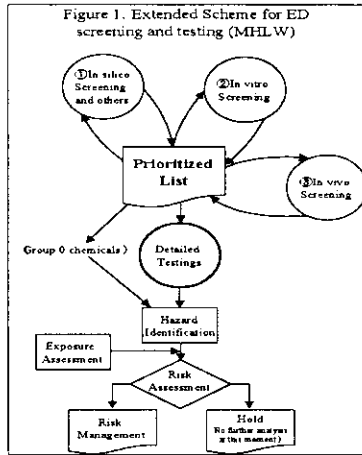 Figure 1. Extended Scheme for ED
screening and testing (MHLW)
①In silico
Screening
and others
②In vitro
Screening
Prioritized
List
③In vivo
Screening
Group 0 chemicals)
Detailed
Testings
Hazard
Identification
Exposure
Assessment
Risk
Assessment
Risk
Management
Hold
(No further analysis
at this moment)